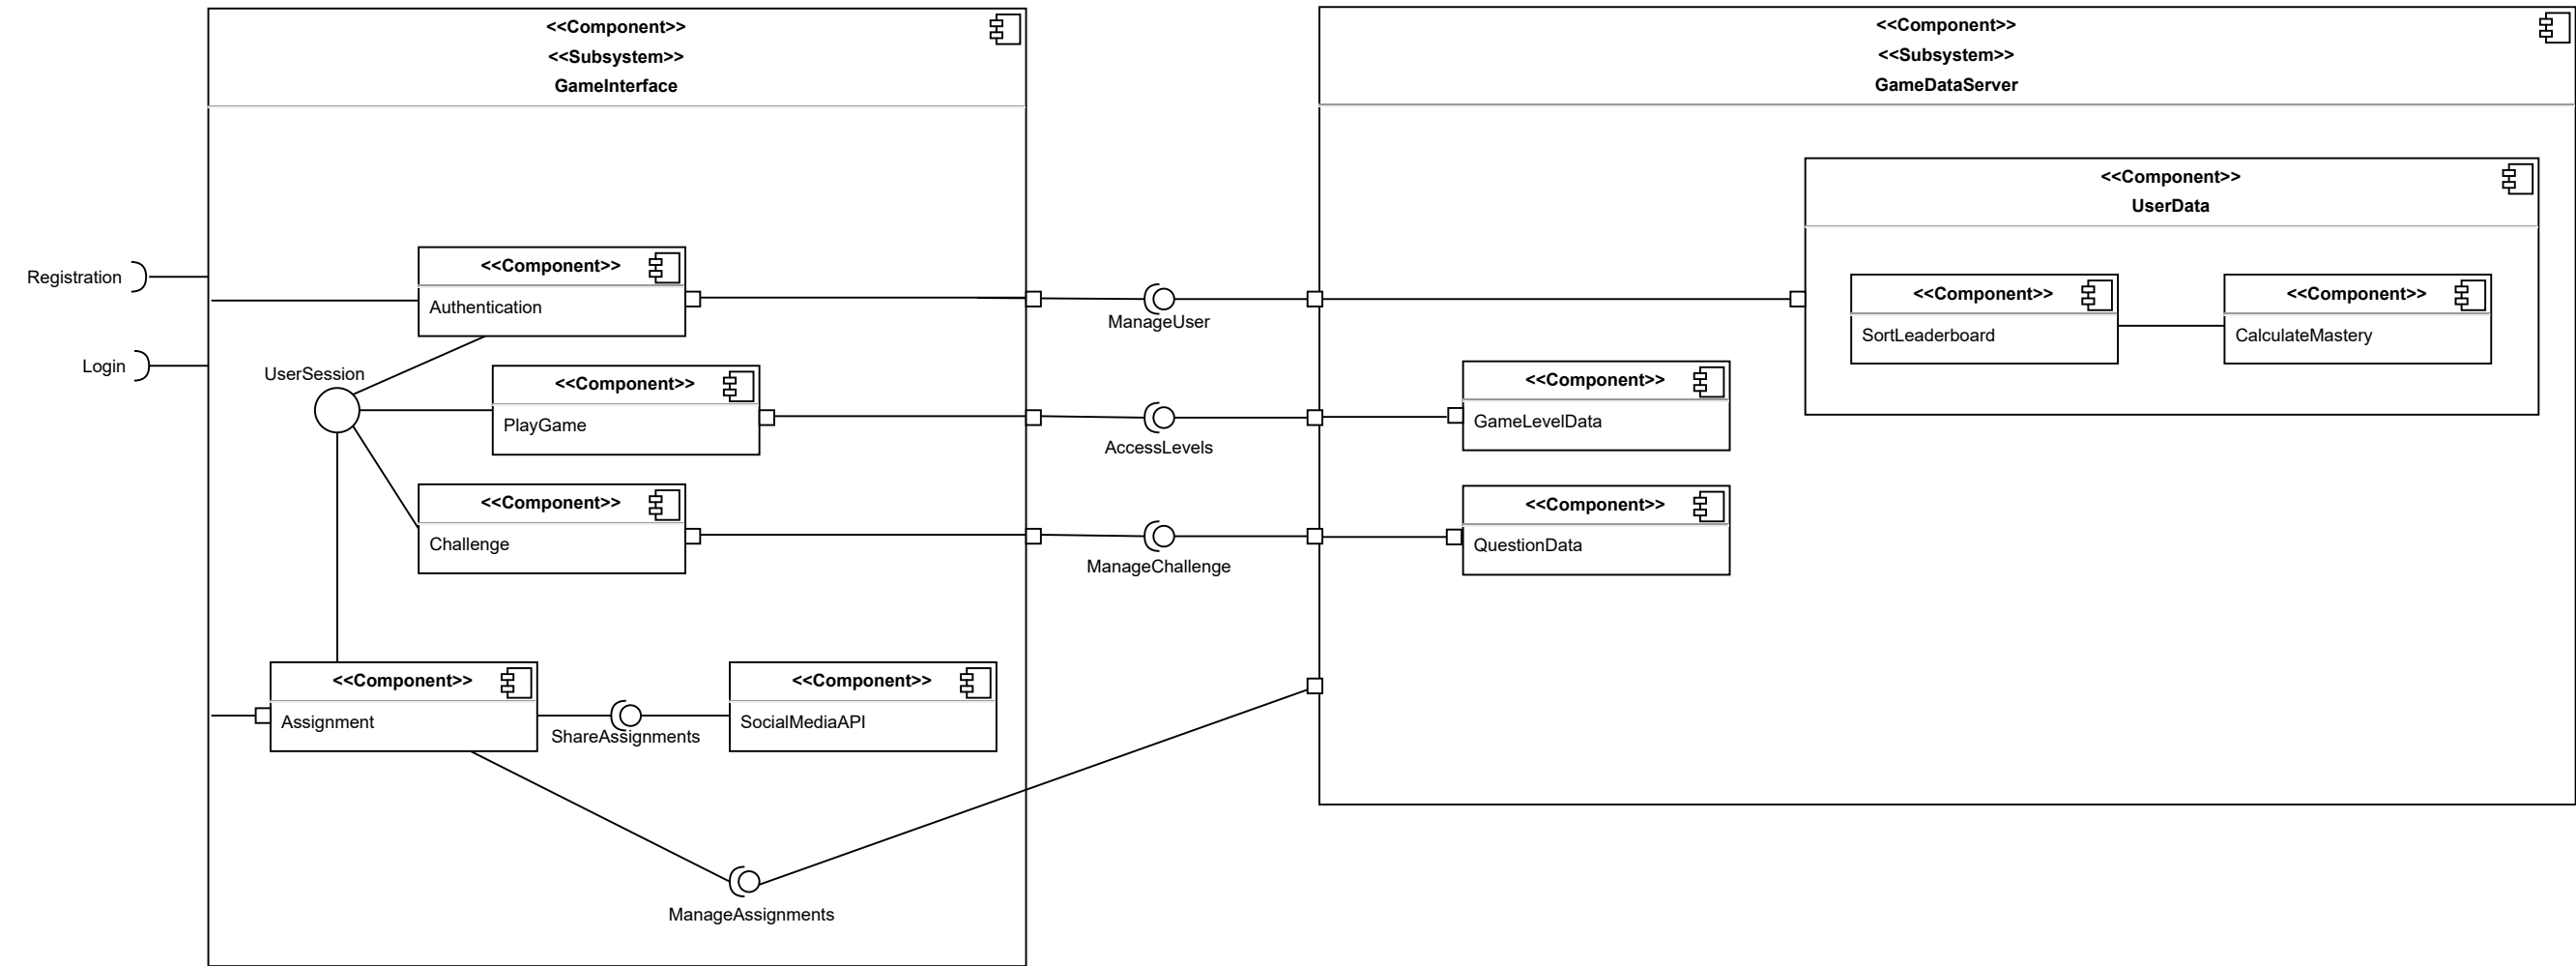 <<Component>>
<<Subsystem>>
GameInterface
<<Component>>
<<Subsystem>>
GameDataServer
<<Component>>
UserData
Registration
<<Component>>
Authentication
ManageUser
<<Component>>
SortLeaderboard
<<Component>>
CalculateMastery
Login
UserSession
<<Component>>
PlayGame
AccessLevels
<<Component>>
GameLevelData
<<Component>>
Challenge
ManageChallenge
<<Component>>
QuestionData
<<Component>>
Assignment
ShareAssignments
<<Component>>
SocialMediaAPI
ManageAssignments